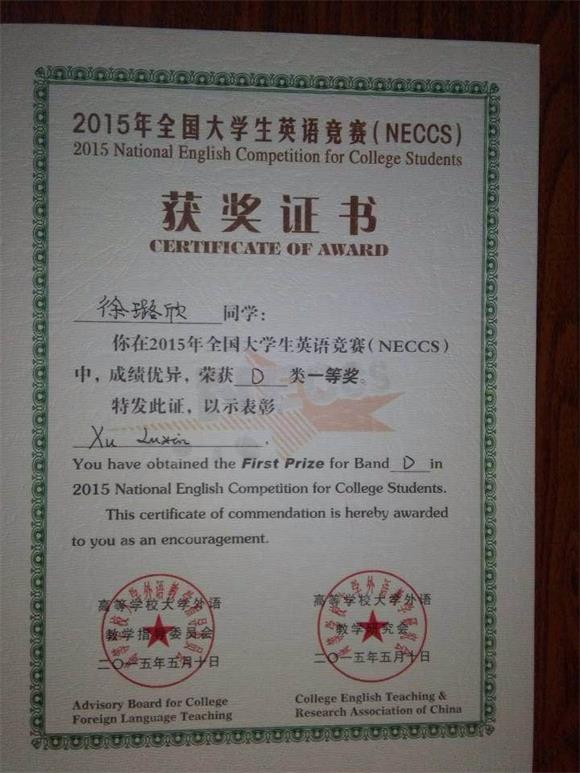 2015年全国大学生英语竞赛(NECCS)
2015 National English Competition for College Students
获奖证书
CERTIFICATE OF AWARD
徐璐欣 同学:
你在2015年全国大学生英语竞赛(NECCS)
中,成绩优异,荣获 D 类一等奖。
特发此证,以示表彰
Xu Luxin .
You have obtained the First Prize for Band D in
2015 National English Competition for College Students.
This certificate of commendation is hereby awarded
to you as an encouragement.
高等学校大学外语
教学指导委员会
二〇一五年五月十日
Advisory Board for College
Foreign Language Teaching
高等学校大学外语
教学研究会
二〇一五年五月十日
College English Teaching &
Research Association of China